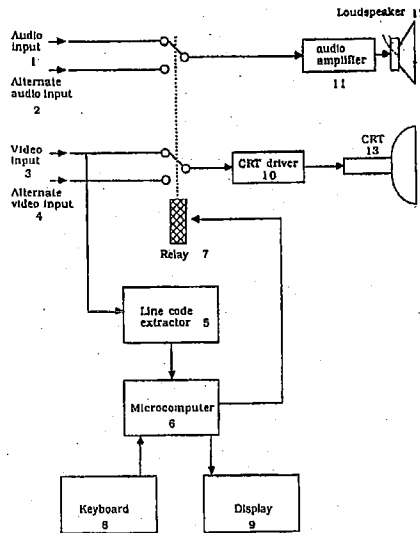 Loudspeaker
Audio
input
1
Alternate
audio input
2
audio
amplifier
11
Video
input
3
Alternate
video input
4
CRT
13
CRT driver
10
Relay 7
Line code
extractor 5
Microcomputer
6
Keyboard
8
Display
9